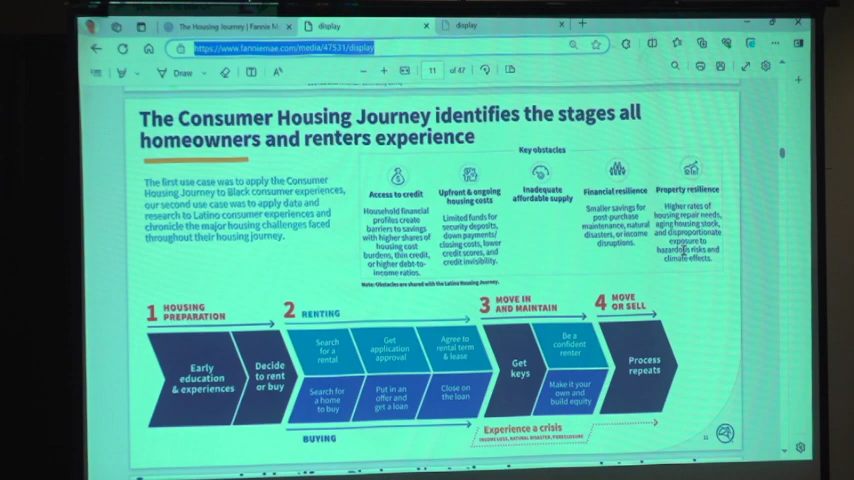 The Housing Journey | Fannie M...
display
display
https://www.fanniemae.com/media/47531/display
Draw
11
of 47
The Consumer Housing Journey identifies the stages all
homeowners and renters experience
The first use case was to apply the Consumer
Housing Journey to Black consumer experiences,
our second use case was to apply data and
research to Latino consumer experiences and
chronicle the major housing challenges faced
throughout their housing journey.
Key obstacles
Access to credit
Household financial
profiles create
barriers to savings
with higher shares of
housing cost
burdens, thin credit,
or higher debt-to-
income ratios.
Upfront & ongoing
housing costs
Limited funds for
security deposits,
down payments/
closing costs, lower
credit scores, and
credit invisibility.
Inadequate
affordable supply
Financial resilience
Smaller savings for
post-purchase
maintenance, natural
disasters, or income
disruptions.
Property resilience
Higher rates of
housing repair needs,
aging housing stock,
and disproportionate
exposure to
hazardous risks and
climate effects.
Note: Obstacles are shared with the Latino Housing Journey.
1 HOUSING
PREPARATION
2 RENTING
3 MOVE IN
AND MAINTAIN
4 MOVE
OR SELL
Early
education
& experiences
Decide
to rent
or buy
Search
for a
rental
Get
application
approval
Agree to
rental term
& lease
Search for
a home
to buy
Put in an
offer and
get a loan
Close on
the loan
Get
keys
Be a
confident
renter
Make it your
own and
build equity
Process
repeats
BUYING
Experience a crisis
INCOME LOSS, NATURAL DISASTER, FORECLOSURE
11